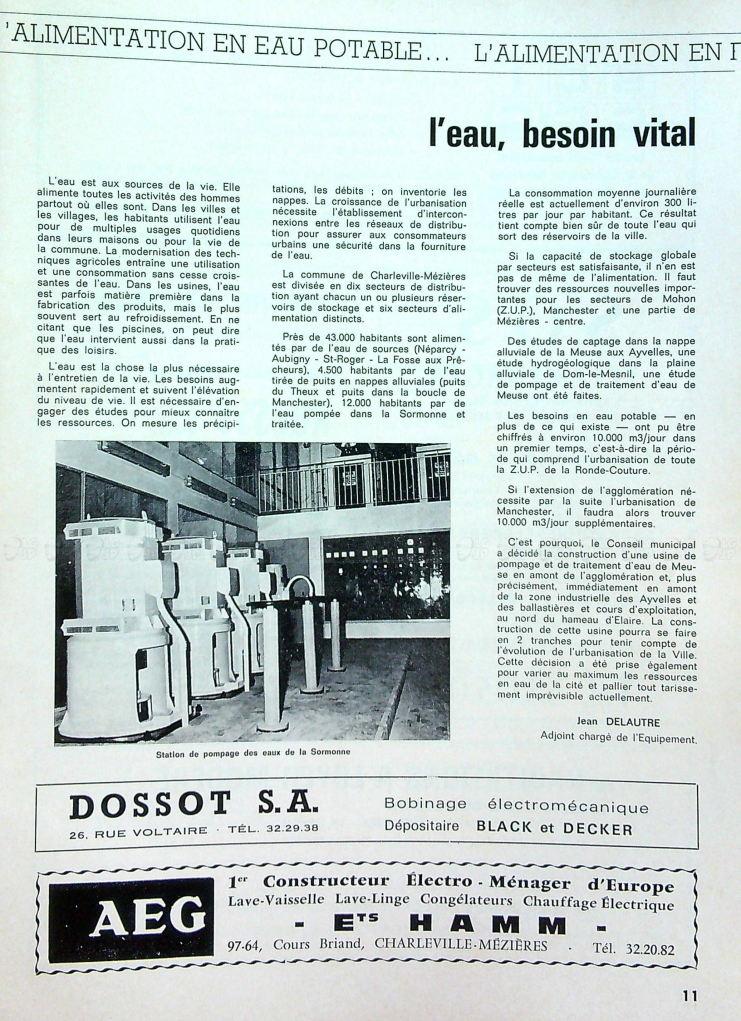 'ALIMENTATION EN EAU POTABLE... L'ALIMENTATION EN
l'eau, besoin vital
L'eau est aux sources de la vie. Elle
alimente toutes les activités des hommes
partout où elles sont. Dans les villes et
les villages, les habitants utilisent l'eau
pour de multiples usages quotidiens
dans leurs maisons ou pour la vie de
la commune. La modernisation des tech-
niques agricoles entraîne une utilisation
et une consommation sans cesse crois-
santes de l'eau. Dans les usines, l'eau
est parfois matière première dans la
fabrication des produits, mais le plus
souvent sert au refroidissement. En ne
citant que les piscines, on peut dire
que l'eau intervient aussi dans la prati-
que des loisirs.
L'eau est la chose la plus nécessaire
à l'entretien de la vie. Les besoins aug-
mentent rapidement et suivent l'élévation
du niveau de vie. Il est nécessaire d'en-
gager des études pour mieux connaître
les ressources. On mesure les précipi-
tations, les débits ; on inventorie les
nappes. La croissance de l'urbanisation
nécessite l'établissement d'intercon-
nexions entre les réseaux de distribu-
tion pour assurer aux consommateurs
urbains une sécurité dans la fourniture
de l'eau.
La commune de Charleville-Mézières
est divisée en dix secteurs de distribu-
tion ayant chacun un ou plusieurs réser-
voirs de stockage et six secteurs d'ali-
mentation distincts.
Près de 43.000 habitants sont alimen-
tés par de l'eau de sources (Néparcy -
Aubigny - St-Roger - La Fosse aux Prê-
cheurs), 4.500 habitants par de l'eau
tirée de puits en nappes alluviales (puits
du Theux et puits dans la boucle de
Manchester), 12.000 habitants par de
l'eau pompée dans la Sormonne et
traitée.
Station de pompage des eaux de la Sormonne
La consommation moyenne journalière
réelle est actuellement d'environ 300 li-
tres par jour par habitant. Ce résultat
tient compte bien sûr de toute l'eau qui
sort des réservoirs de la ville.
Si la capacité de stockage globale
par secteurs est satisfaisante, il n'en est
pas de même de l'alimentation. Il faut
trouver des ressources nouvelles impor-
tantes pour les secteurs de Mohon
(Z.U.P.), Manchester et une partie de
Mézières - centre.
Des études de captage dans la nappe
alluviale de la Meuse aux Ayvelles, une
étude hydrogéologique dans la plaine
alluviale de Dom-le-Mesnil, une étude
de pompage et de traitement d'eau de
Meuse ont été faites.
Les besoins en eau potable — en
plus de ce qui existe — ont pu être
chiffrés à environ 10.000 m3/jour dans
un premier temps, c'est-à-dire la pério-
de qui comprend l'urbanisation de toute
la Z.U.P. de la Ronde-Couture.
Si l'extension de l'agglomération né-
cessite par la suite l'urbanisation de
Manchester, il faudra alors trouver
10.000 m3/jour supplémentaires.
C'est pourquoi, le Conseil municipal
a décidé la construction d'une usine de
pompage et de traitement d'eau de Meu-
se en amont de l'agglomération et, plus
précisément, immédiatement en amont
de la zone industrielle des Ayvelles et
des ballastières et cours d'exploitation,
au nord du hameau d'Elaire. La cons-
truction de cette usine pourra se faire
en 2 tranches pour tenir compte de
l'évolution de l'urbanisation de la Ville.
Cette décision a été prise également
pour varier au maximum les ressources
en eau de la cité et pallier tout tarisse-
ment imprévisible actuellement.
Jean DELAUTRE
Adjoint chargé de l'Equipement.
DOSSOT S.A.
26, RUE VOLTAIRE · TÉL. 32.29.38
Bobinage électromécanique
Dépositaire BLACK et DECKER
AEG
1er Constructeur Électro - Ménager d'Europe
Lave-Vaisselle Lave-Linge Congélateurs Chauffage Électrique
- ETS HAMM -
97-64, Cours Briand, CHARLEVILLE-MÉZIÈRES · Tél. 32.20.82
11